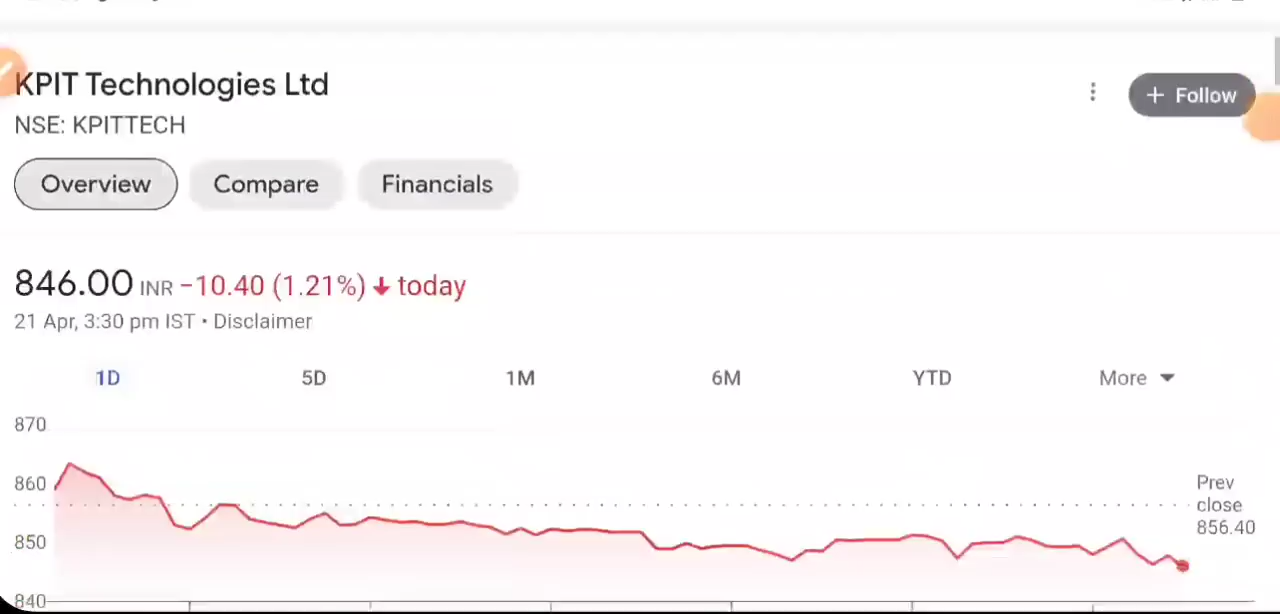 KPIT Technologies Ltd
+ Follow
NSE: KPITTECH
Overview Compare Financials
846.00 INR −10.40 (1.21%) ↓ today
21 Apr, 3:30 pm IST • Disclaimer
1D 5D 1M 6M YTD More
870
860
850
840
Prev
close
856.40